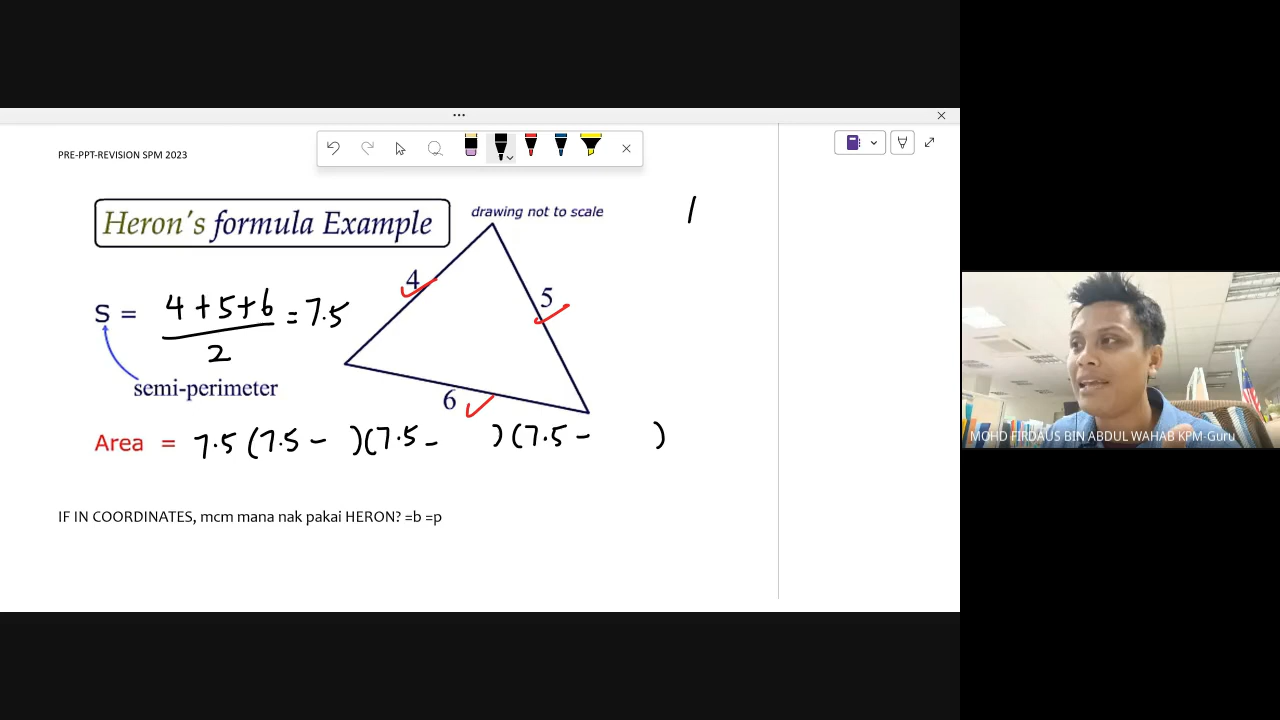 PRE-PPT-REVISION SPM 2023
Heron's formula Example
drawing not to scale
4
5
6
S = 4+5+6
2
= 7.5
semi-perimeter
Area = 7.5 (7.5 - )(7.5 - )(7.5 - )
IF IN COORDINATES, mcm mana nak pakai HERON? =b =p
MOHD FIRDAUS BIN ABDUL WAHAB KPM-Guru